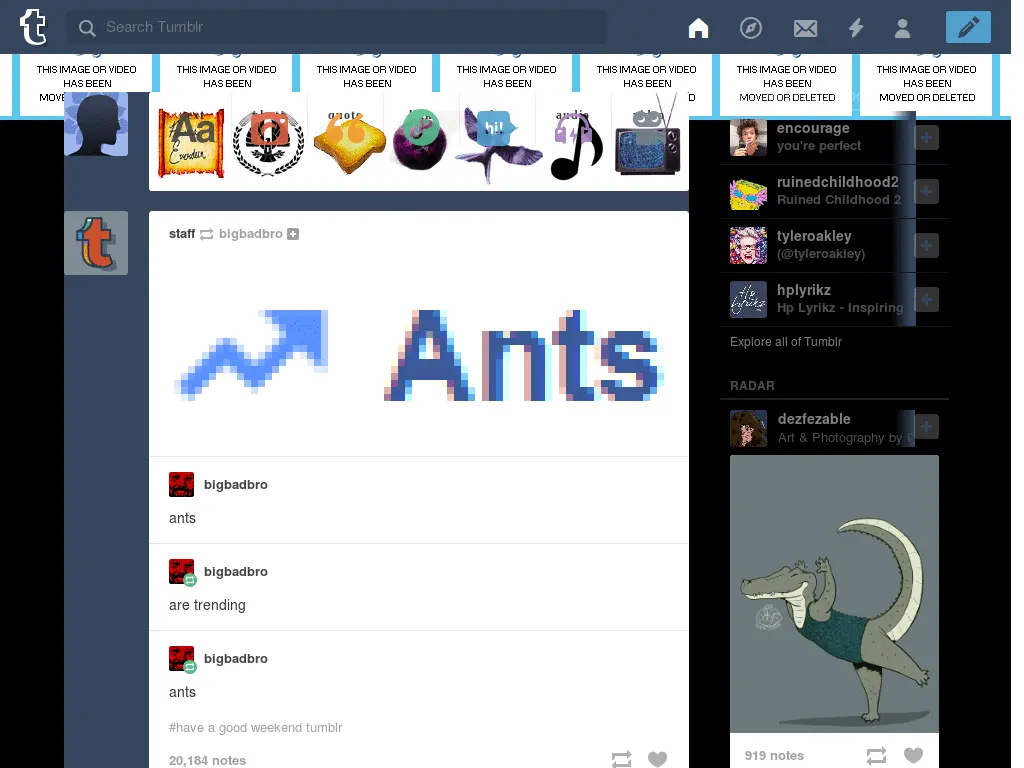 t
Search Tumblr
THIS IMAGE OR VIDEO
HAS BEEN
THIS IMAGE OR VIDEO
HAS BEEN
THIS IMAGE OR VIDEO
HAS BEEN
THIS IMAGE OR VIDEO
HAS BEEN
THIS IMAGE OR VIDEO
HAS BEEN
THIS IMAGE OR VIDEO
HAS BEEN
MOVED OR DELETED
THIS IMAGE OR VIDEO
HAS BEEN
MOVED OR DELETED
Aa
quote
hi!
audio
t
staff bigbadbro
Ants
bigbadbro
ants
bigbadbro
are trending
bigbadbro
ants
#have a good weekend tumblr
20,184 notes
encourage
you're perfect
ruinedchildhood2
Ruined Childhood 2
tyleroakley
(@tyleroakley)
hplyrikz
Hp Lyrikz - Inspiring
Explore all of Tumblr
RADAR
dezfezable
Art & Photography by
919 notes